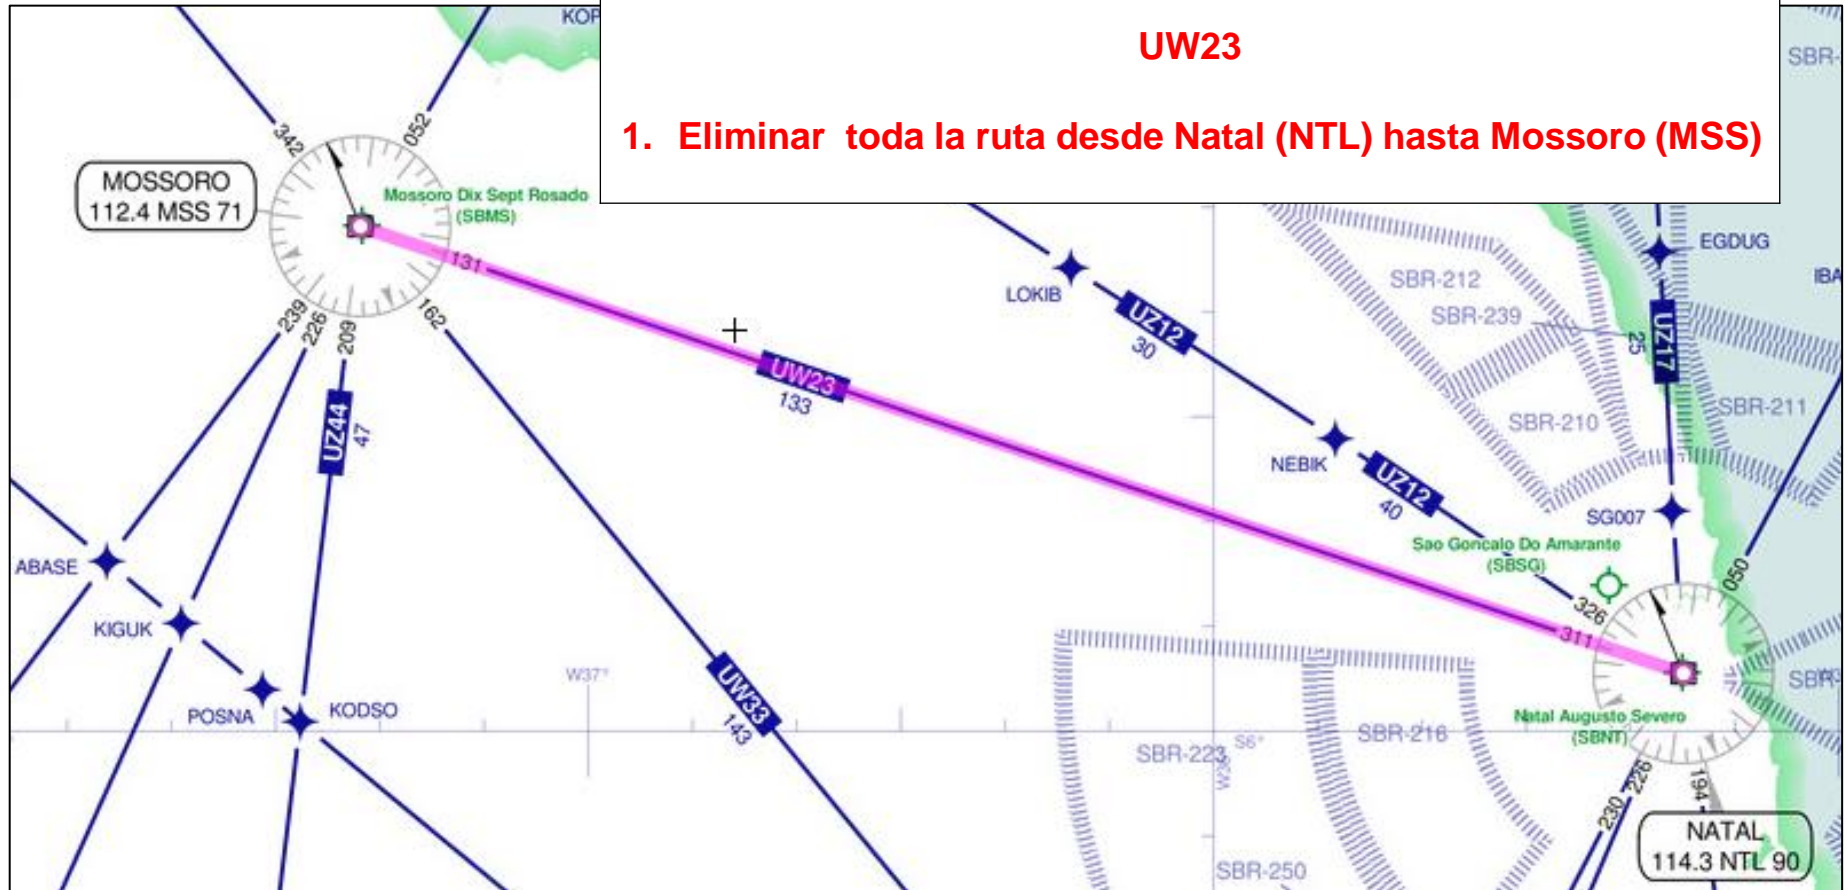 KOP
UW23
SBR-
1. Eliminar toda la ruta desde Natal (NTL) hasta Mossoro (MSS)
342
052
MOSSORO
112.4 MSS 71
Mossoro Dix Sept Rosado
(SBMS)
131
EGDUG
LOKIB
SBR-212
IBA
SBR-239
UZ12
30
UZ17
25
239
226
209
162
UW23
133
UZ44
47
SBR-210
SBR-211
NEBIK
UZ12
40
SG007
Sao Goncalo Do Amarante
(SBSG)
ABASE
050
326
311
KIGUK
W37°
UW33
143
SBR-
POSNA
KODSO
Natal Augusto Severo
(SBNT)
SBR-223
S6°
SBR-216
226
230
194
NATAL
114.3 NTL 90
SBR-250